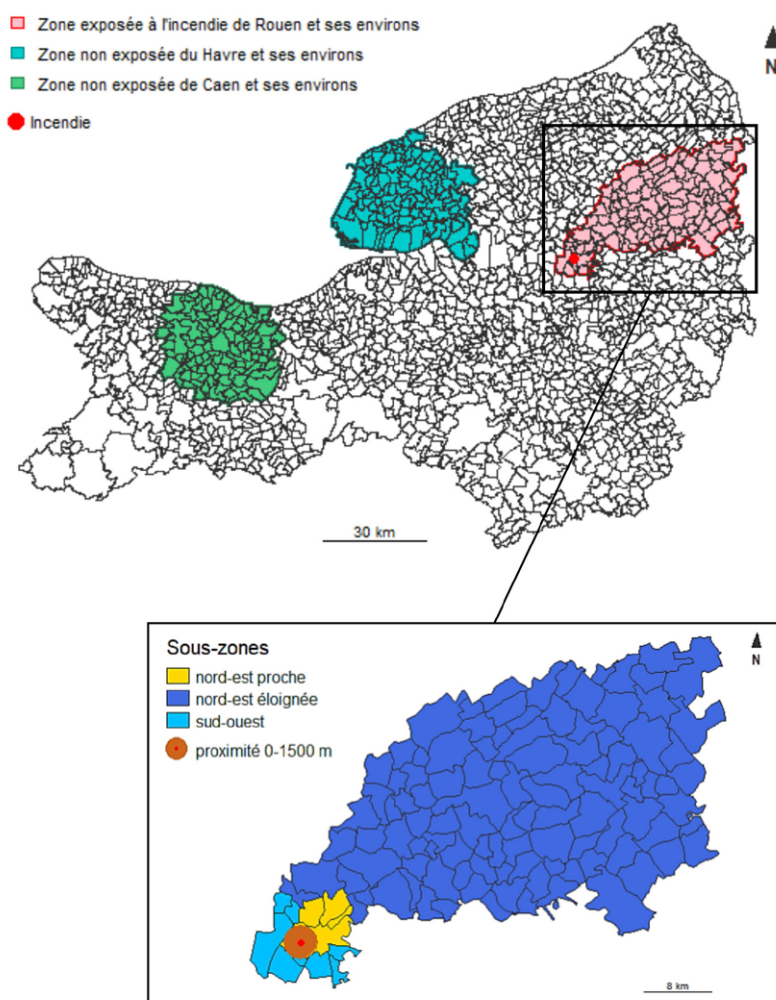 Zone exposée à l'incendie de Rouen et ses environs
Zone non exposée du Havre et ses environs
Zone non exposée de Caen et ses environs
Incendie
N
30 km
Sous-zones
nord-est proche
nord-est éloignée
sud-ouest
proximité 0-1500 m
N
8 km